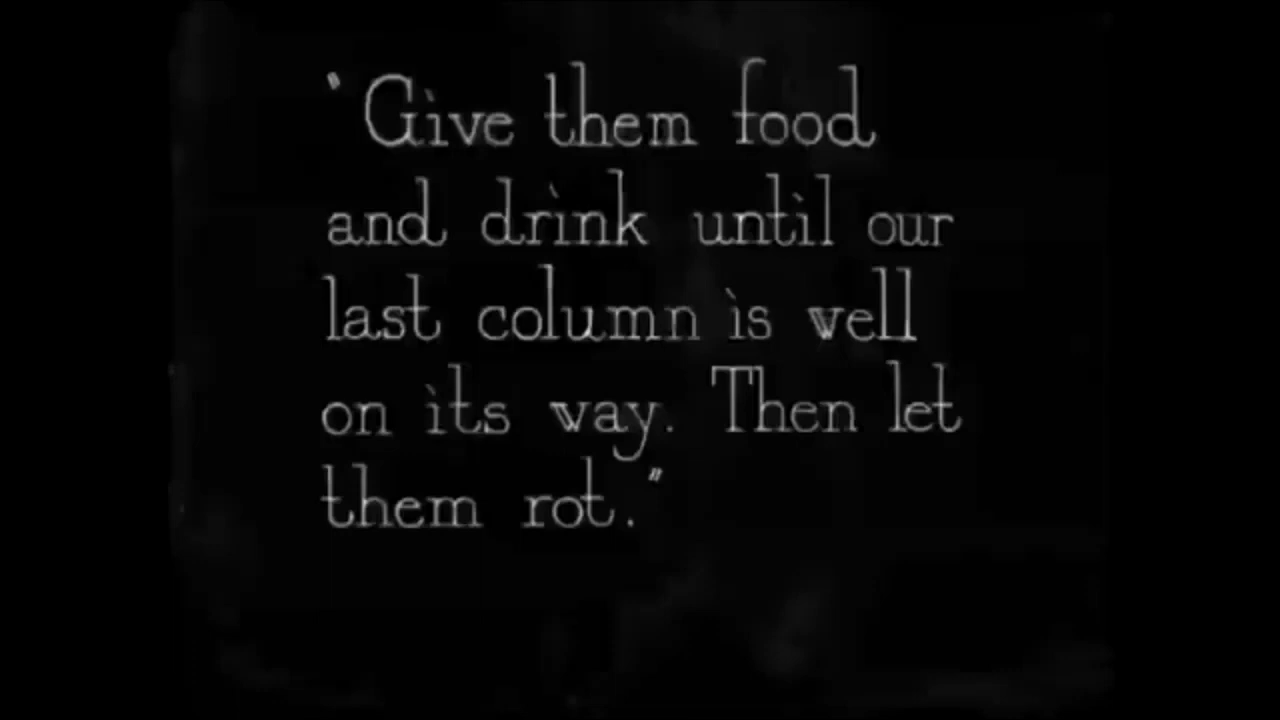 "Give them food
and drink until our
last column is well
on its way. Then let
them rot."